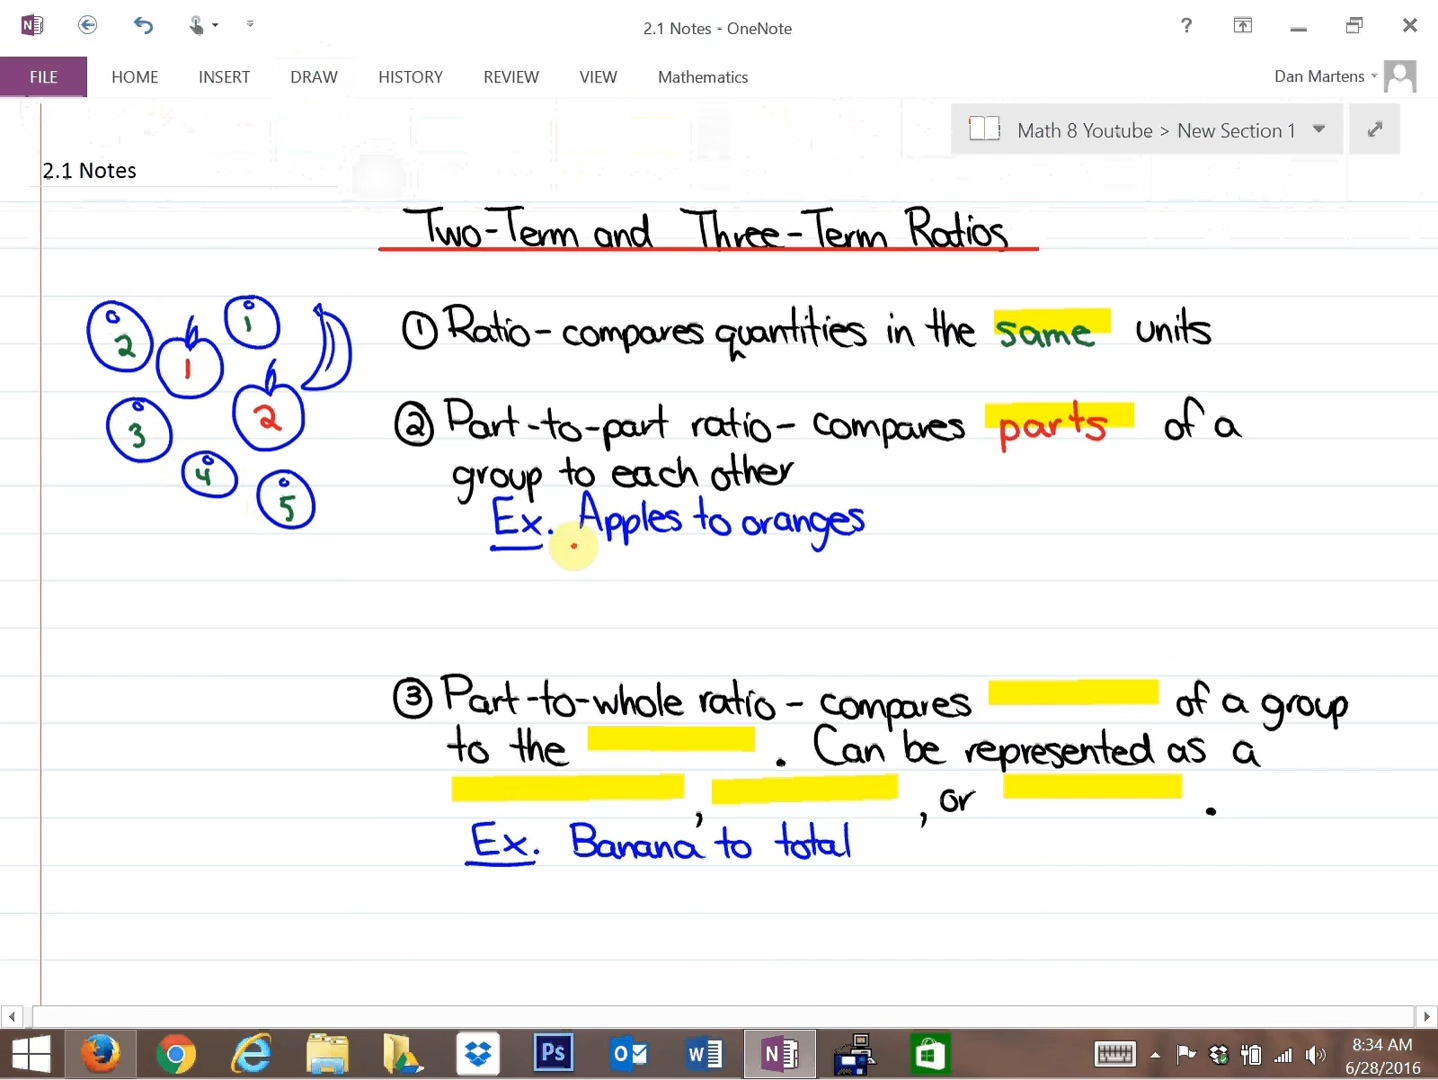 2.1 Notes - OneNote
?
FILE HOME INSERT DRAW HISTORY REVIEW VIEW Mathematics
Dan Martens
Math 8 Youtube > New Section 1
2.1 Notes
Two-Term and Three-Term Ratios
① Ratio - compares quantities in the same units
② Part-to-part ratio - compares parts of a
group to each other
Ex. Apples to oranges
2 1 1
3 2
4 5
③ Part-to-whole ratio - compares of a group
to the . Can be represented as a
, , or .
Ex. Banana to total
8:34 AM
6/28/2016